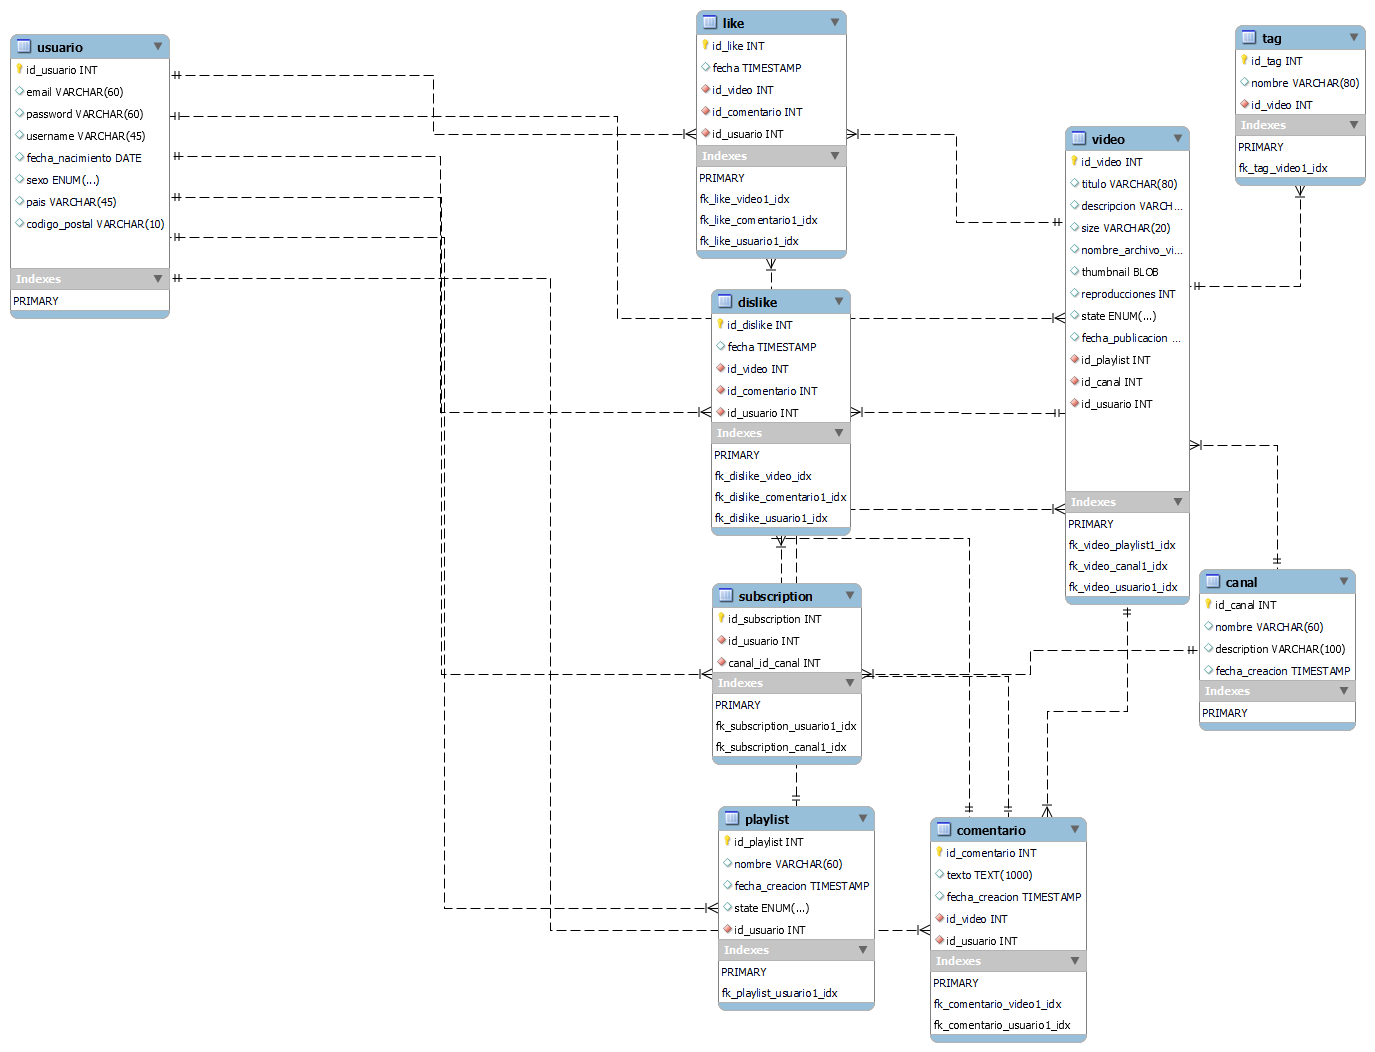 usuario
id_usuario INT
email VARCHAR(60)
password VARCHAR(60)
username VARCHAR(45)
fecha_nacimiento DATE
sexo ENUM(...)
pais VARCHAR(45)
codigo_postal VARCHAR(10)
Indexes
PRIMARY
like
id_like INT
fecha TIMESTAMP
id_video INT
id_comentario INT
id_usuario INT
Indexes
PRIMARY
fk_like_video1_idx
fk_like_comentario1_idx
fk_like_usuario1_idx
tag
id_tag INT
nombre VARCHAR(80)
id_video INT
Indexes
PRIMARY
fk_tag_video1_idx
video
id_video INT
titulo VARCHAR(80)
descripcion VARCH...
size VARCHAR(20)
nombre_archivo_vi...
thumbnail BLOB
reproducciones INT
state ENUM(...)
fecha_publicacion ...
id_playlist INT
id_canal INT
id_usuario INT
Indexes
PRIMARY
fk_video_playlist1_idx
fk_video_canal1_idx
fk_video_usuario1_idx
dislike
id_dislike INT
fecha TIMESTAMP
id_video INT
id_comentario INT
id_usuario INT
Indexes
PRIMARY
fk_dislike_video_idx
fk_dislike_comentario1_idx
fk_dislike_usuario1_idx
canal
id_canal INT
nombre VARCHAR(60)
description VARCHAR(100)
fecha_creacion TIMESTAMP
Indexes
PRIMARY
subscription
id_subscription INT
id_usuario INT
canal_id_canal INT
Indexes
PRIMARY
fk_subscription_usuario1_idx
fk_subscription_canal1_idx
playlist
id_playlist INT
nombre VARCHAR(60)
fecha_creacion TIMESTAMP
state ENUM(...)
id_usuario INT
Indexes
PRIMARY
fk_playlist_usuario1_idx
comentario
id_comentario INT
texto TEXT(1000)
fecha_creacion TIMESTAMP
id_video INT
id_usuario INT
Indexes
PRIMARY
fk_comentario_video1_idx
fk_comentario_usuario1_idx